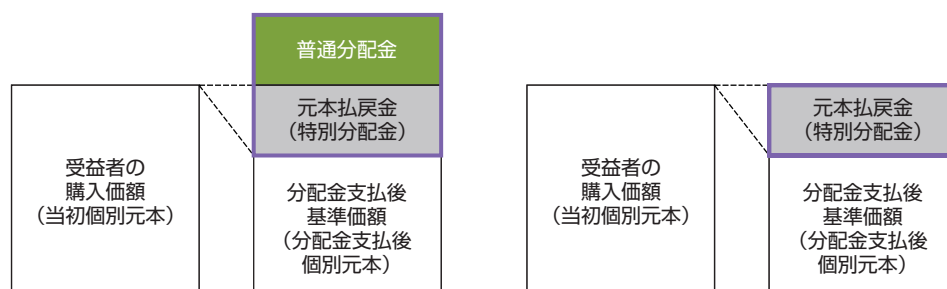 普通分配金
元本払戻金
（特別分配金）
受益者の
購入価額
（当初個別元本）
分配金支払後
基準価額
（分配金支払後
個別元本）
元本払戻金
（特別分配金）
受益者の
購入価額
（当初個別元本）
分配金支払後
基準価額
（分配金支払後
個別元本）